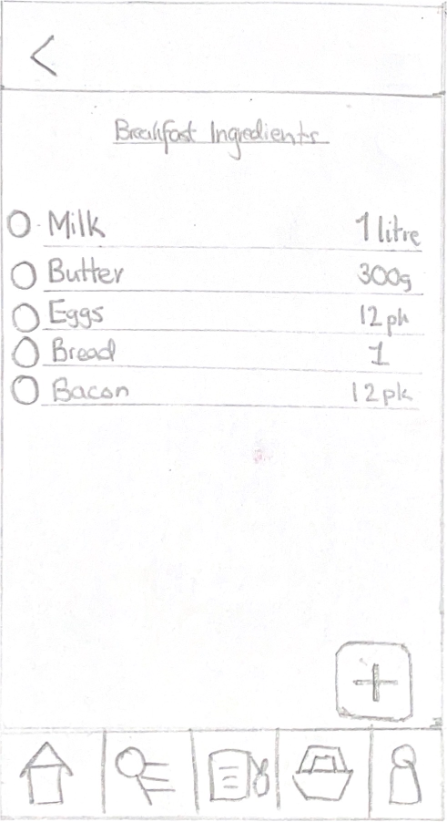 Breakfast Ingredients
Milk 1 litre
Butter 300g
Eggs 12pk
Bread 1
Bacon 12pk